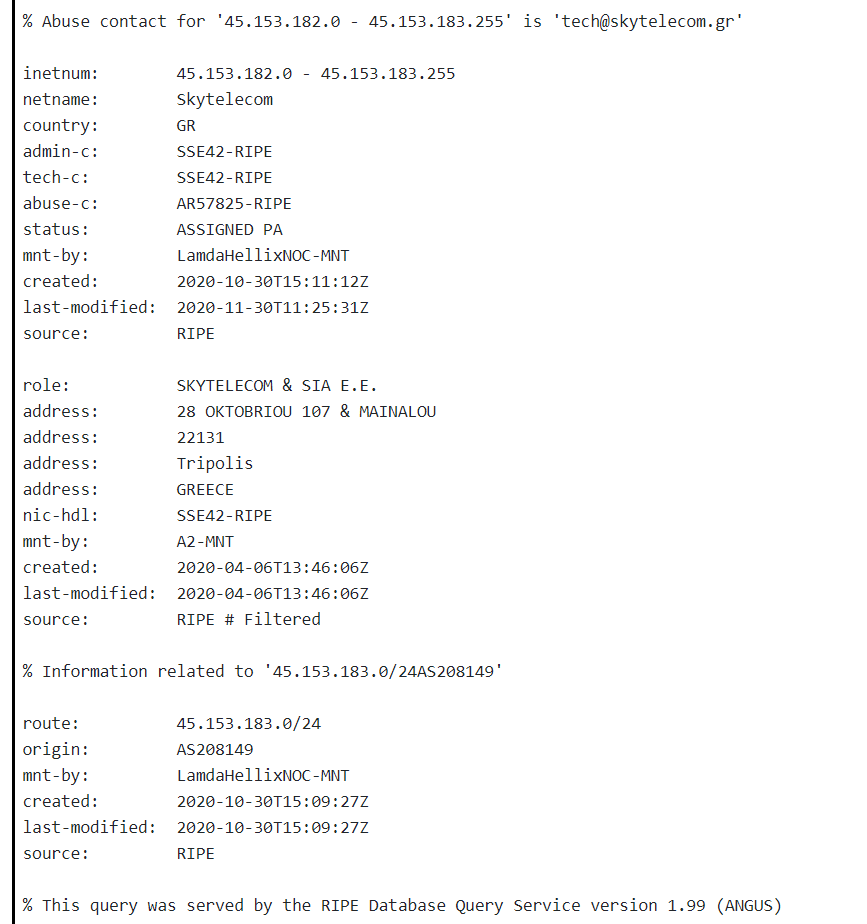 % Abuse contact for '45.153.182.0 - 45.153.183.255' is 'tech@skytelecom.gr'

inetnum:        45.153.182.0 - 45.153.183.255
netname:        Skytelecom
country:        GR
admin-c:        SSE42-RIPE
tech-c:         SSE42-RIPE
abuse-c:        AR57825-RIPE
status:         ASSIGNED PA
mnt-by:         LamdaHellixNOC-MNT
created:        2020-10-30T15:11:12Z
last-modified:  2020-11-30T11:25:31Z
source:         RIPE

role:           SKYTELECOM & SIA E.E.
address:        28 OKTOBRIOU 107 & MAINALOU
address:        22131
address:        Tripolis
address:        GREECE
nic-hdl:        SSE42-RIPE
mnt-by:         A2-MNT
created:        2020-04-06T13:46:06Z
last-modified:  2020-04-06T13:46:06Z
source:         RIPE # Filtered

% Information related to '45.153.183.0/24AS208149'

route:          45.153.183.0/24
origin:         AS208149
mnt-by:         LamdaHellixNOC-MNT
created:        2020-10-30T15:09:27Z
last-modified:  2020-10-30T15:09:27Z
source:         RIPE

% This query was served by the RIPE Database Query Service version 1.99 (ANGUS)